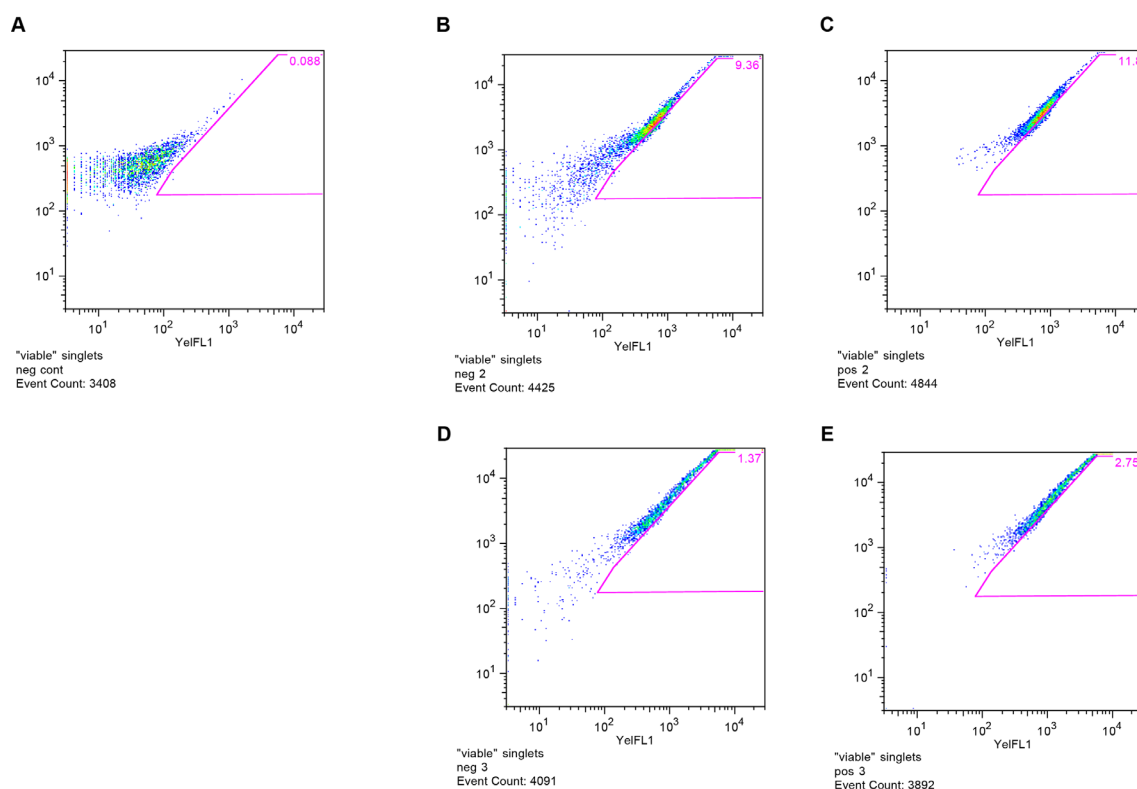 A
0.088
10^4
10^3
10^2
10^1
10^1 10^2 10^3 10^4
YelFL1
"viable" singlets
neg cont
Event Count: 3408
B
9.36
10^4
10^3
10^2
10^1
10^1 10^2 10^3 10^4
YelFL1
"viable" singlets
neg 2
Event Count: 4425
C
11.8
10^4
10^3
10^2
10^1
10^1 10^2 10^3 10^4
YelFL1
"viable" singlets
pos 2
Event Count: 4844
D
1.37
10^4
10^3
10^2
10^1
10^1 10^2 10^3 10^4
YelFL1
"viable" singlets
neg 3
Event Count: 4091
E
2.75
10^4
10^3
10^2
10^1
10^1 10^2 10^3 10^4
YelFL1
"viable" singlets
pos 3
Event Count: 3892